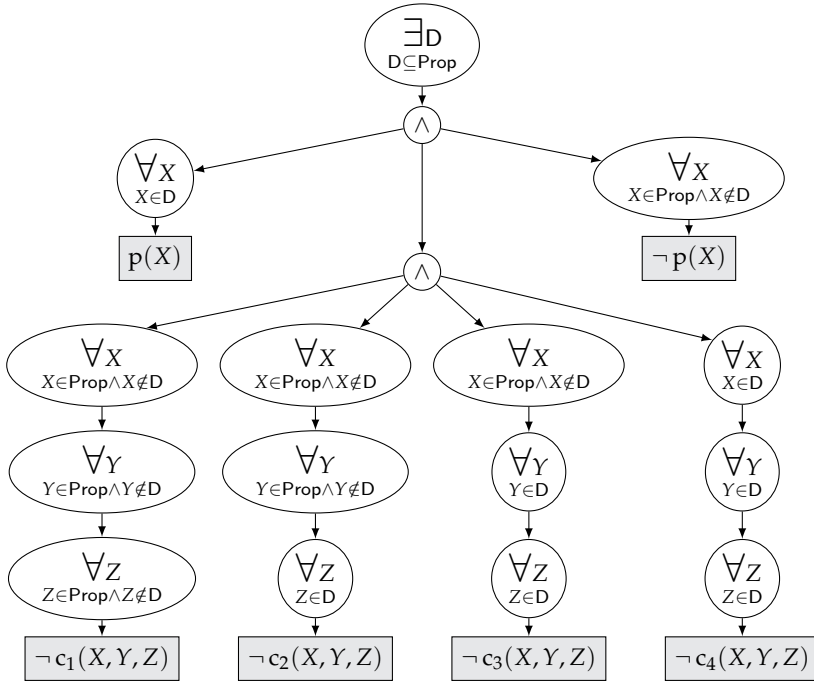 ∃D
D⊆Prop
∧
∀X
X∈D
∀X
X∈Prop∧X∉D
p(X)
¬ p(X)
∧
∀X
X∈Prop∧X∉D
∀X
X∈Prop∧X∉D
∀X
X∈Prop∧X∉D
∀X
X∈D
∀Y
Y∈Prop∧Y∉D
∀Y
Y∈Prop∧Y∉D
∀Y
Y∈D
∀Y
Y∈D
∀Z
Z∈Prop∧Z∉D
∀Z
Z∈D
∀Z
Z∈D
∀Z
Z∈D
¬ c₁(X, Y, Z)
¬ c₂(X, Y, Z)
¬ c₃(X, Y, Z)
¬ c₄(X, Y, Z)